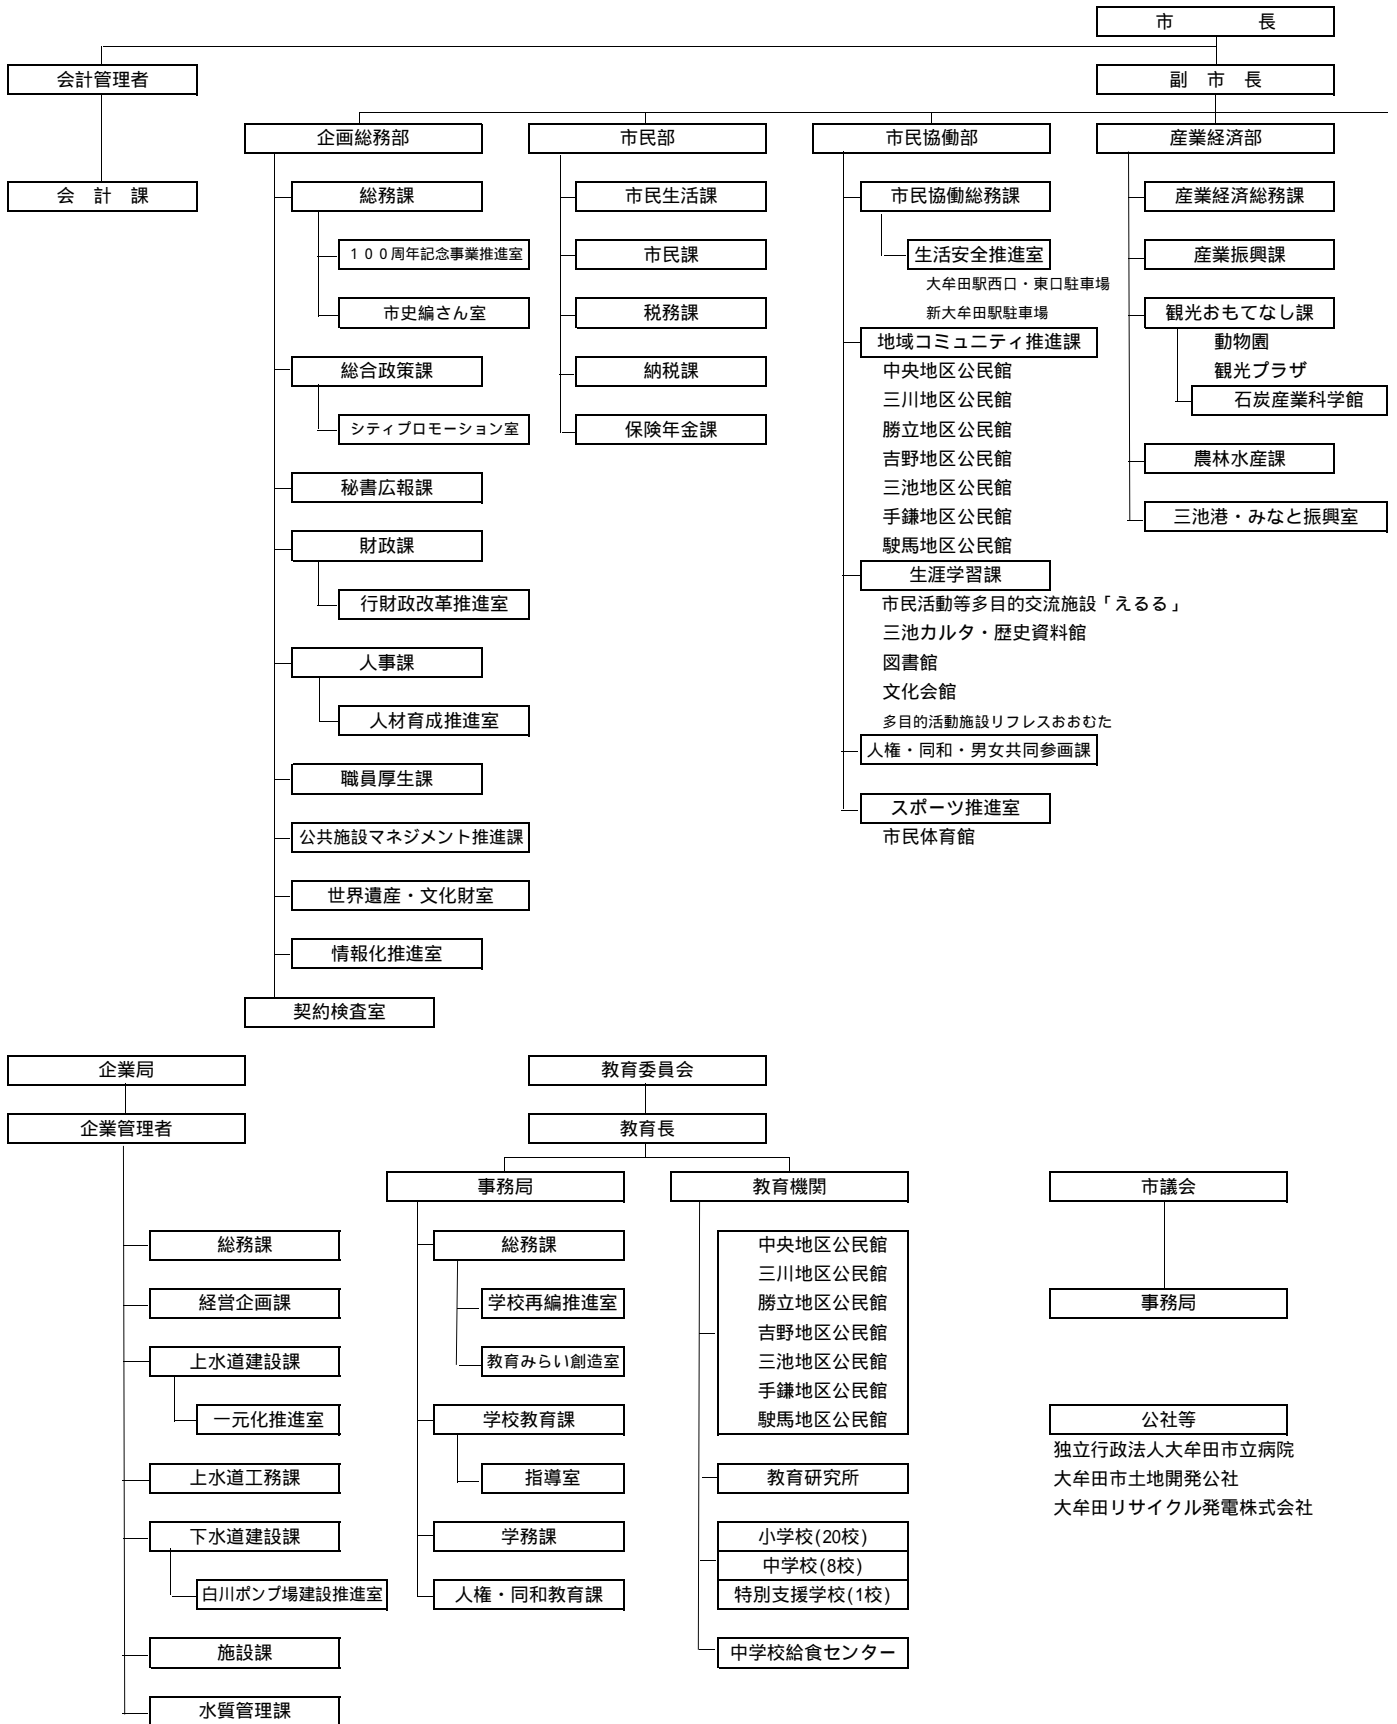 市　　　　　長
会計管理者
副　市　長
企画総務部
市民部
市民協働部
産業経済部
会　計　課
総務課
１００周年記念事業推進室
市史編さん室
総合政策課
シティプロモーション室
秘書広報課
財政課
行財政改革推進室
人事課
人材育成推進室
職員厚生課
公共施設マネジメント推進課
世界遺産・文化財室
情報化推進室
契約検査室
市民生活課
市民課
税務課
納税課
保険年金課
市民協働総務課
生活安全推進室
大牟田駅西口・東口駐車場
新大牟田駅駐車場
地域コミュニティ推進課
中央地区公民館
三川地区公民館
勝立地区公民館
吉野地区公民館
三池地区公民館
手鎌地区公民館
駛馬地区公民館
生涯学習課
市民活動等多目的交流施設「えるる」
三池カルタ・歴史資料館
図書館
文化会館
多目的活動施設リフレスおおむた
人権・同和・男女共同参画課
スポーツ推進室
市民体育館
産業経済総務課
産業振興課
観光おもてなし課
動物園
観光プラザ
石炭産業科学館
農林水産課
三池港・みなと振興室
企業局
企業管理者
総務課
経営企画課
上水道建設課
一元化推進室
上水道工務課
下水道建設課
白川ポンプ場建設推進室
施設課
水質管理課
教育委員会
教育長
事務局
総務課
学校再編推進室
教育みらい創造室
学校教育課
指導室
学務課
人権・同和教育課
教育機関
中央地区公民館
三川地区公民館
勝立地区公民館
吉野地区公民館
三池地区公民館
手鎌地区公民館
駛馬地区公民館
教育研究所
小学校(20校)
中学校(8校)
特別支援学校(1校)
中学校給食センター
市議会
事務局
公社等
独立行政法人大牟田市立病院
大牟田市土地開発公社
大牟田リサイクル発電株式会社